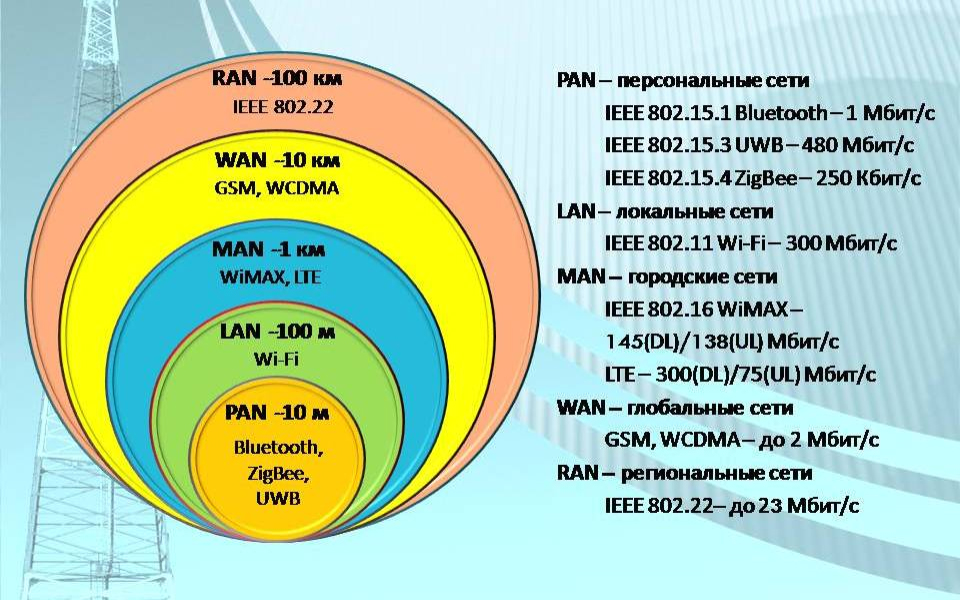 RAN -100 км
IEEE 802.22
WAN -10 км
GSM, WCDMA
MAN -1 км
WiMAX, LTE
LAN -100 м
Wi-Fi
PAN -10 м
Bluetooth,
ZigBee,
UWB
PAN – персональные сети
IEEE 802.15.1 Bluetooth – 1 Мбит/с
IEEE 802.15.3 UWB – 480 Мбит/с
IEEE 802.15.4 ZigBee – 250 Кбит/с
LAN – локальные сети
IEEE 802.11 Wi-Fi – 300 Мбит/с
MAN – городские сети
IEEE 802.16 WiMAX –
145(DL)/138(UL) Мбит/с
LTE – 300(DL)/75(UL) Мбит/с
WAN – глобальные сети
GSM, WCDMA – до 2 Мбит/с
RAN – региональные сети
IEEE 802.22 – до 23 Мбит/с